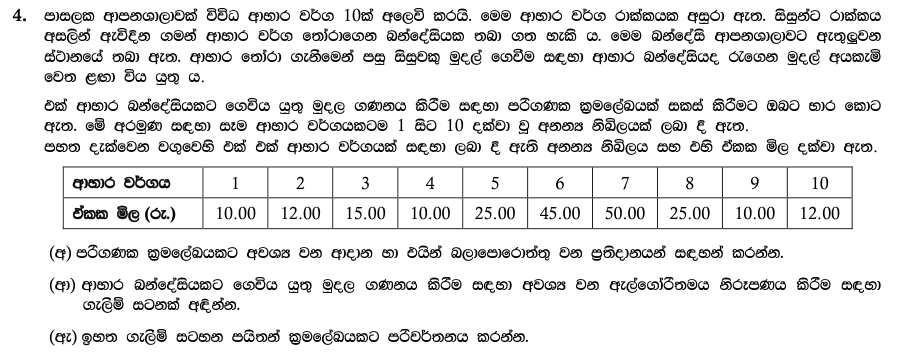 4. පාසලක ආපනශාලාවක් විවිධ ආහාර වර්ග 10ක් අලෙවි කරයි. මෙම ආහාර වර්ග රාක්කයක අසුරා ඇත. සිසුන්ට රාක්කය
අසලින් ඇවිදින ගමන් ආහාර වර්ග තෝරාගෙන බන්දේසියක තබා ගත හැකි ය. මෙම බන්දේසි ආපනශාලාවට ඇතුලුවන
ස්ථානයේ තබා ඇත. ආහාර තෝරා ගැනීමෙන් පසු සිසුවකු මුදල් ගෙවීම සඳහා ආහාර බන්දේසියද රැගෙන මුදල් අයකැමි
වෙත ළඟා විය යුතු ය.
එක් ආහාර බන්දේසියකට ගෙවිය යුතු මුදල ගණනය කිරීම සඳහා පරිගණක ක්‍රමලේඛයක් සකස් කිරීමට ඔබට භාර කොට
ඇත. මේ අරමුණ සඳහා සෑම ආහාර වර්ගයකටම 1 සිට 10 දක්වා වූ අනන්‍ය නිඛිලයක් ලබා දී ඇත.
පහත දැක්වෙන වගුවෙහි එක් එක් ආහාර වර්ගයක් සඳහා ලබා දී ඇති අනන්‍ය නිඛිලය සහ එහි ඒකක මිල දක්වා ඇත.
ආහාර වර්ගය 1 2 3 4 5 6 7 8 9 10
ඒකක මිල (රු.) 10.00 12.00 15.00 10.00 25.00 45.00 50.00 25.00 10.00 12.00
(අ) පරිගණක ක්‍රමලේඛයකට අවශ්‍ය වන ආදාන හා එයින් බලාපොරොත්තු වන ප්‍රතිදානයන් සඳහන් කරන්න.
(ආ) ආහාර බන්දේසියකට ගෙවිය යුතු මුදල ගණනය කිරීම සඳහා අවශ්‍ය වන ඇල්ගොරිතමය නිරූපණය කිරීම සඳහා
ගැලීම් සටනක් අඳින්න.
(ඇ) ඉහත ගැලීම් සටහන පයිතන් ක්‍රමලේඛයකට පරිවර්තනය කරන්න.